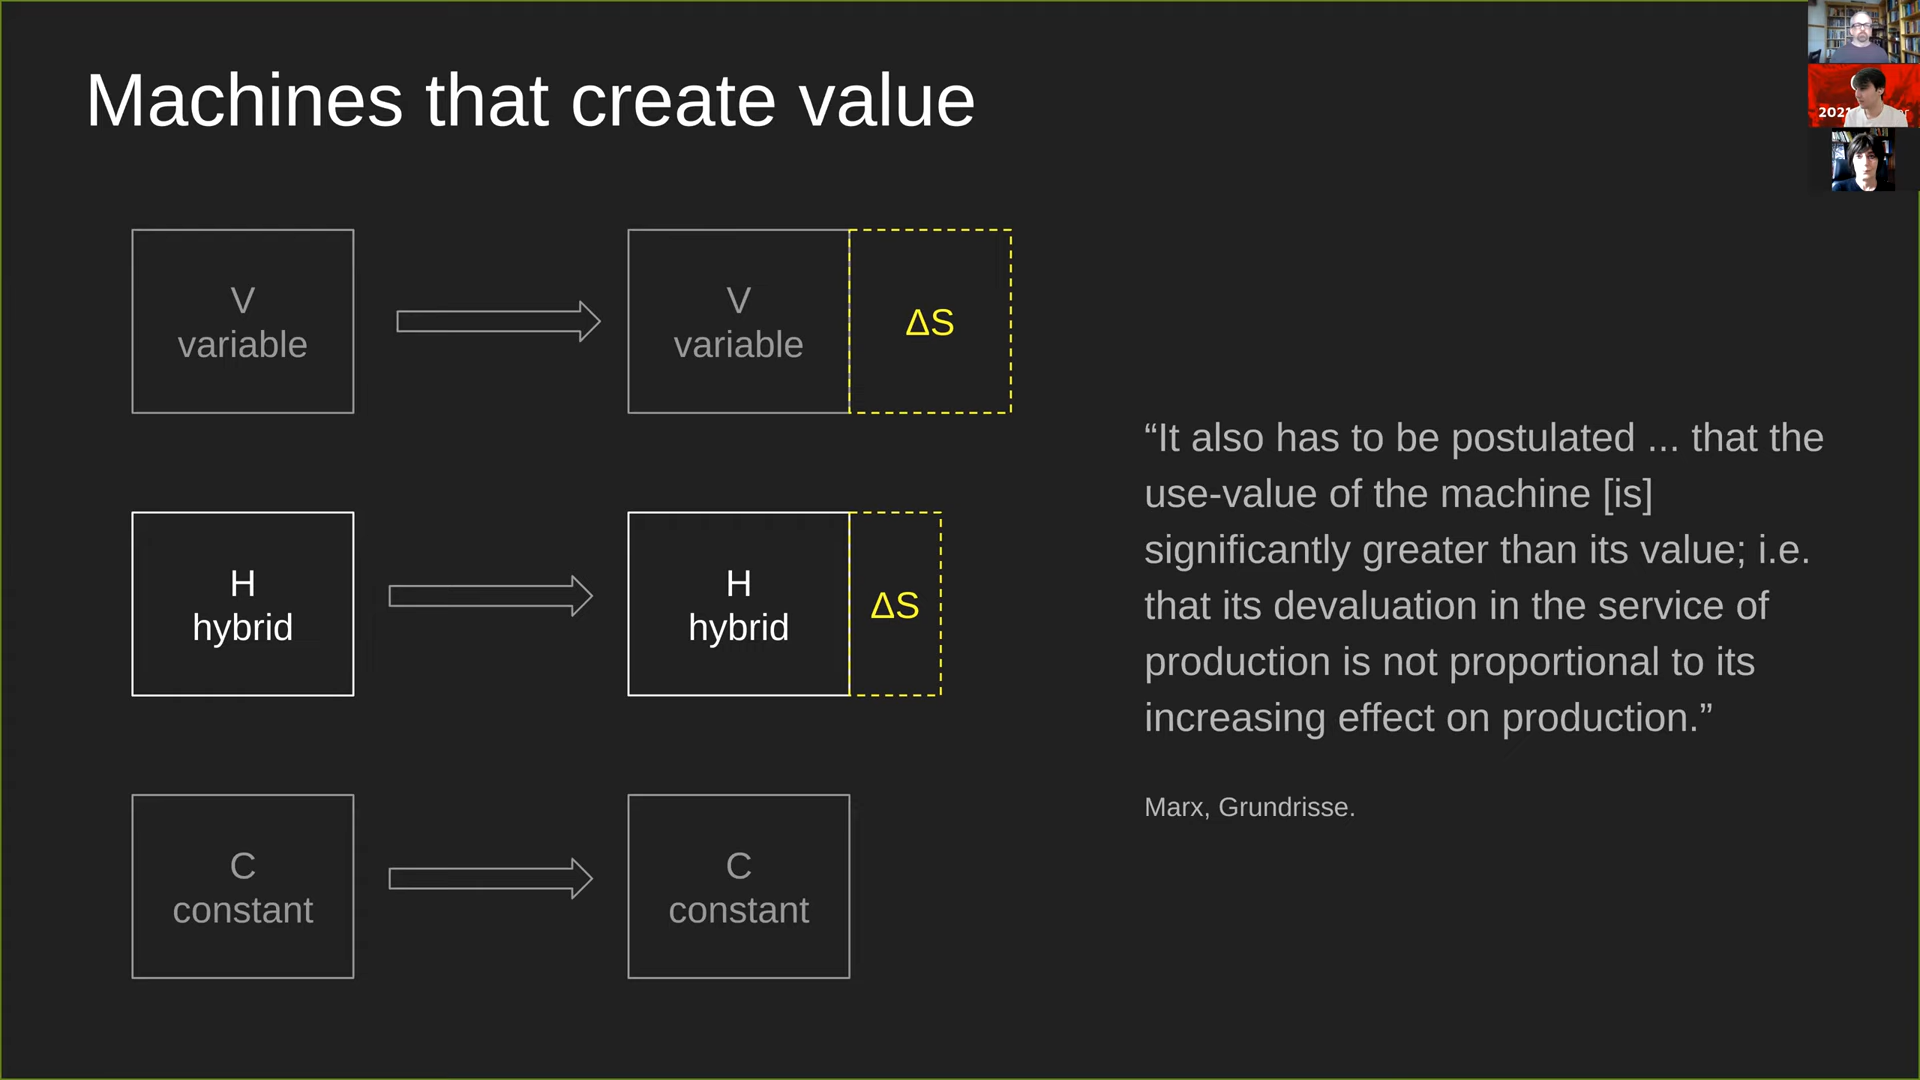 Machines that create value
2021
V
variable
V
variable
ΔS
H
hybrid
H
hybrid
ΔS
C
constant
C
constant
“It also has to be postulated ... that the
use-value of the machine [is]
significantly greater than its value; i.e.
that its devaluation in the service of
production is not proportional to its
increasing effect on production.”
Marx, Grundrisse.